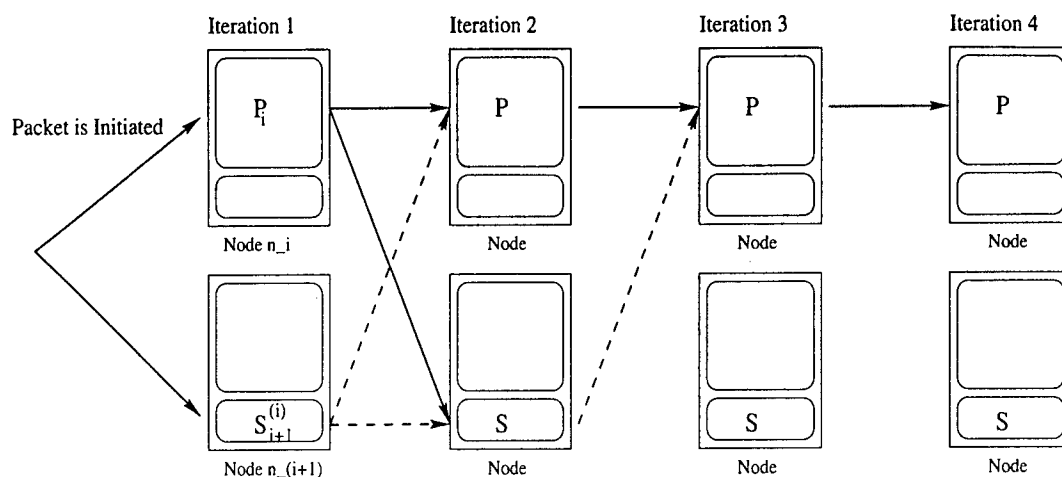 Iteration 1 Iteration 2 Iteration 3 Iteration 4
Packet is Initiated
P_i P P P
Node n_i Node Node Node
S_{i+1}^{(i)} S S S
Node n_(i+1) Node Node Node